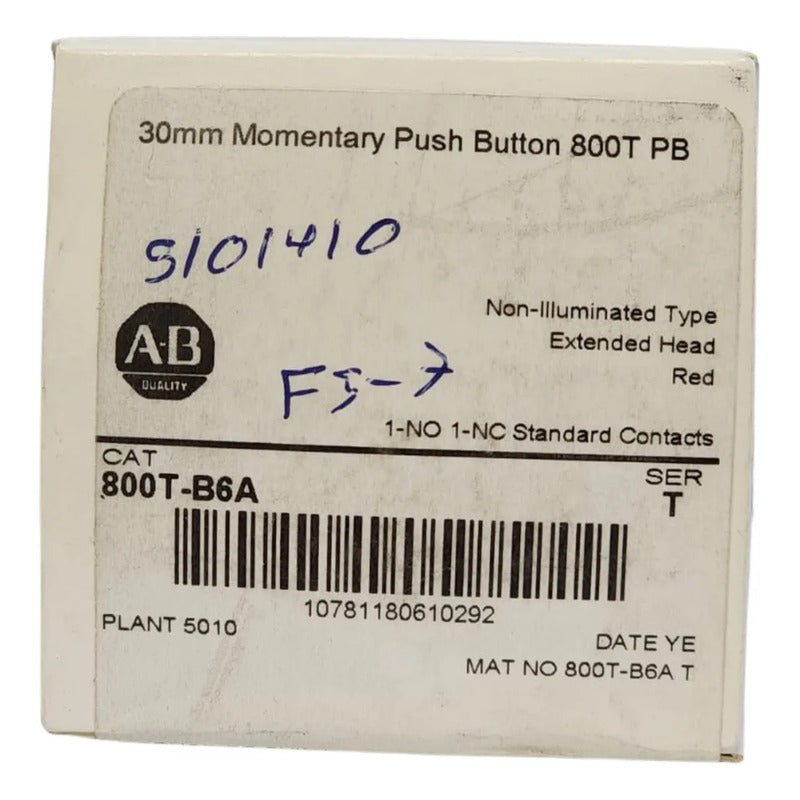 30mm Momentary Push Button 800T PB
5101410
A-B
QUALITY
Non-Illuminated Type
Extended Head
Red
F5-7
1-NO 1-NC Standard Contacts
CAT
800T-B6A
SER
T
10781180610292
PLANT 5010
DATE YE
MAT NO 800T-B6A T